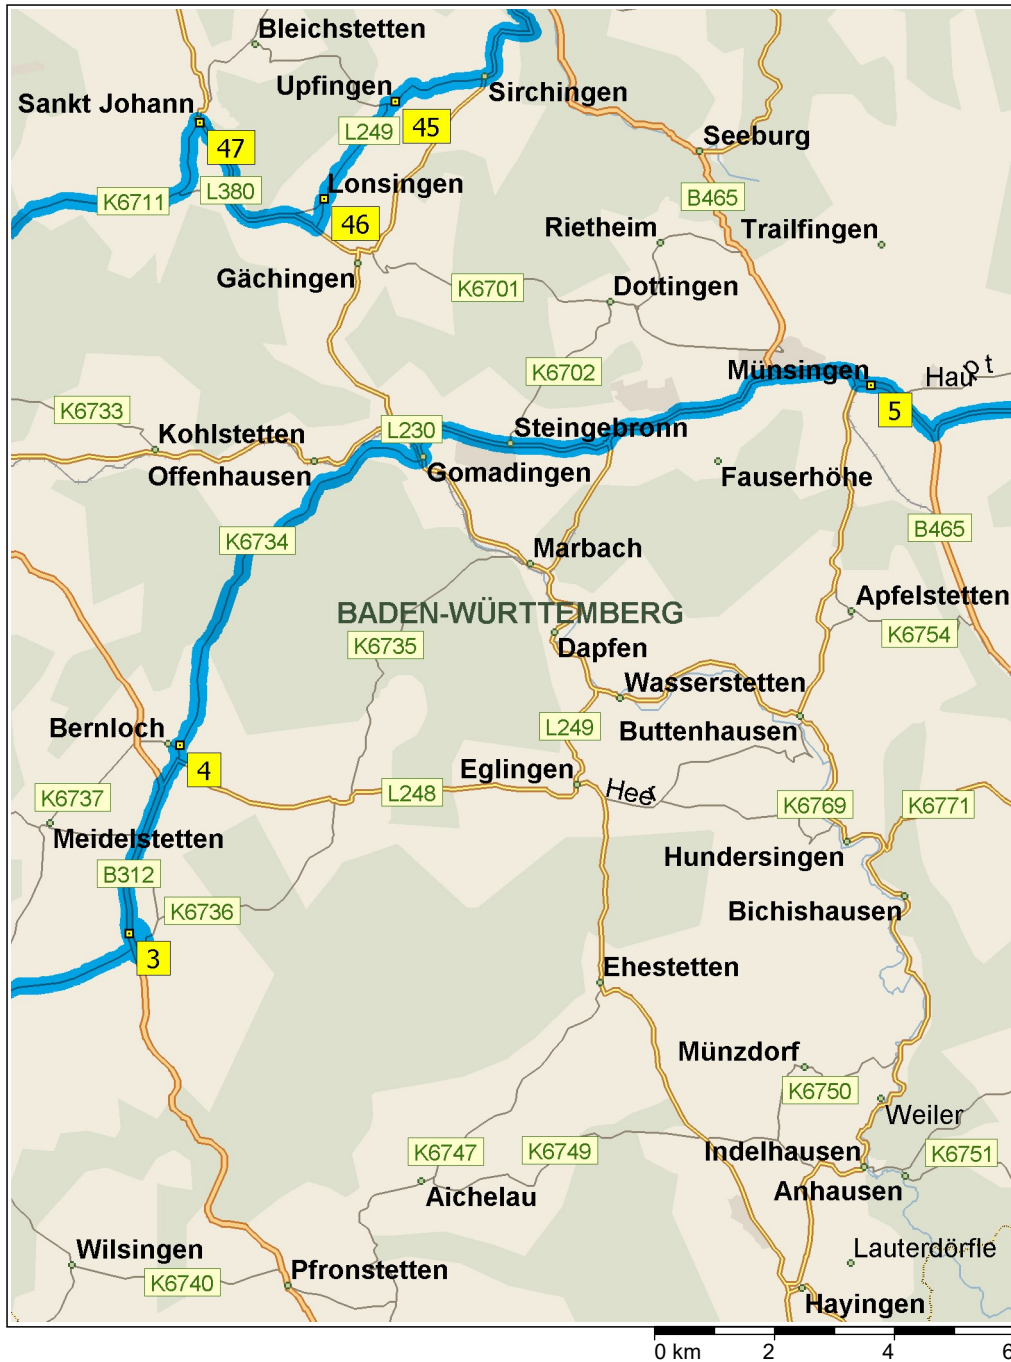 Bleichstetten
Upfingen
Sirchingen
Sankt Johann
45
L249
47
Seeburg
L380
Lonsingen
K6711
B465
46
Rietheim
Trailfingen
Gächingen
K6701
Dottingen
K6702
Münsingen
Haupt
5
K6733
L230
Steingebronn
Kohlstetten
Offenhausen
Gomadingen
Fauserhöhe
K6734
B465
Marbach
Apfelstetten
BADEN-WÜRTTEMBERG
K6754
K6735
Dapfen
Wasserstetten
Bernloch
L249
Buttenhausen
4
Eglingen
K6737
L248
Heer
K6769
K6771
Meidelstetten
Hundersingen
B312
K6736
Bichishausen
3
Ehestetten
Münzdorf
K6750
Weiler
K6747
K6749
Indelhausen
K6751
Aichelau
Anhausen
Wilsingen
Lauterdörfle
K6740
Pfronstetten
Hayingen
0 km 2 4 6